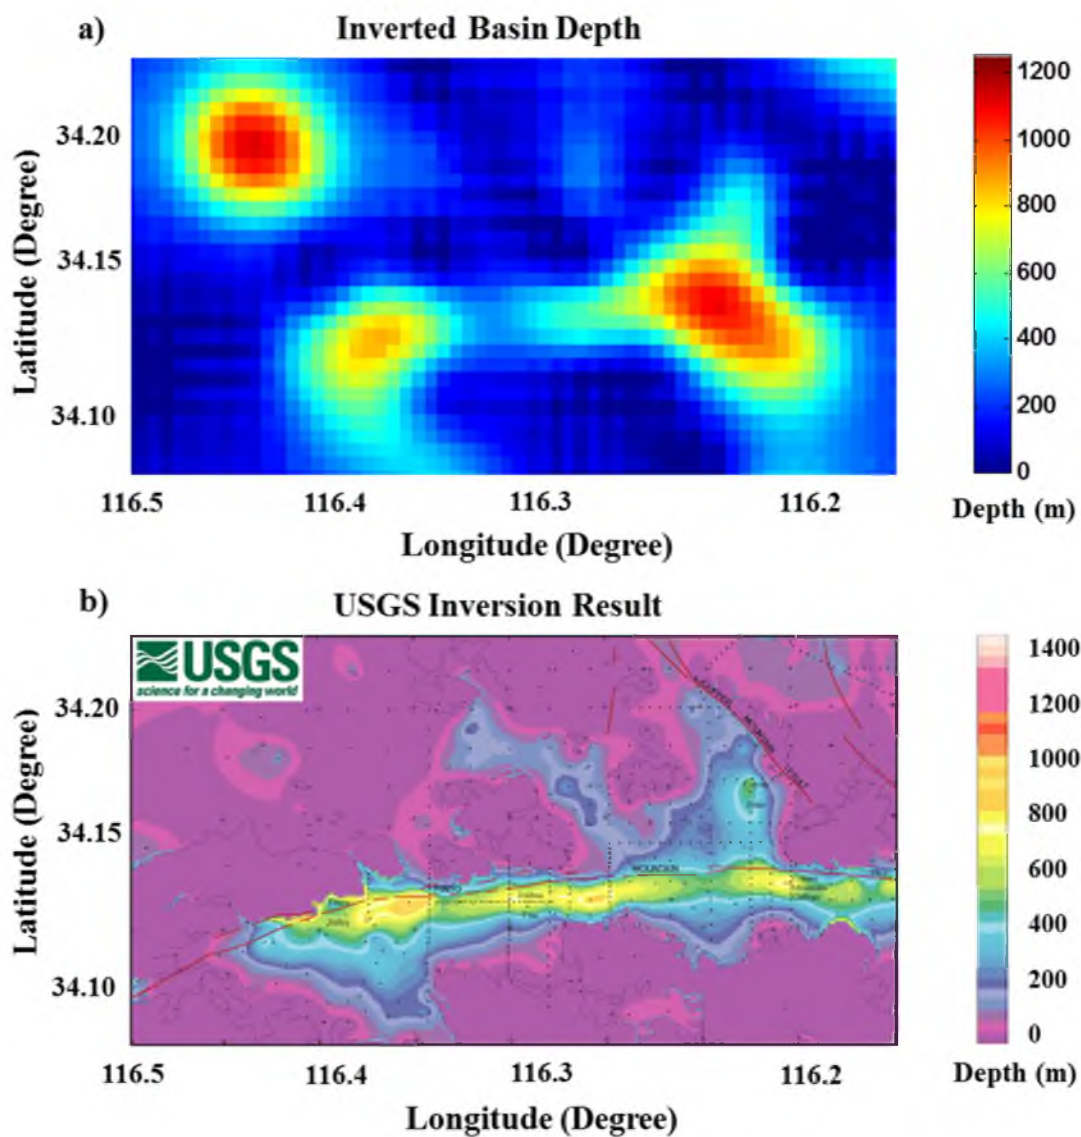 a) Inverted Basin Depth
1200
1000
800
600
400
200
0
Depth (m)
34.20
34.15
34.10
Latitude (Degree)
116.5 116.4 116.3 116.2
Longitude (Degree)
b) USGS Inversion Result
USGS
science for a changing world
1400
1200
1000
800
600
400
200
0
Depth (m)
34.20
34.15
34.10
Latitude (Degree)
MOUNTAIN
MOUNTAIN
116.5 116.4 116.3 116.2
Longitude (Degree)